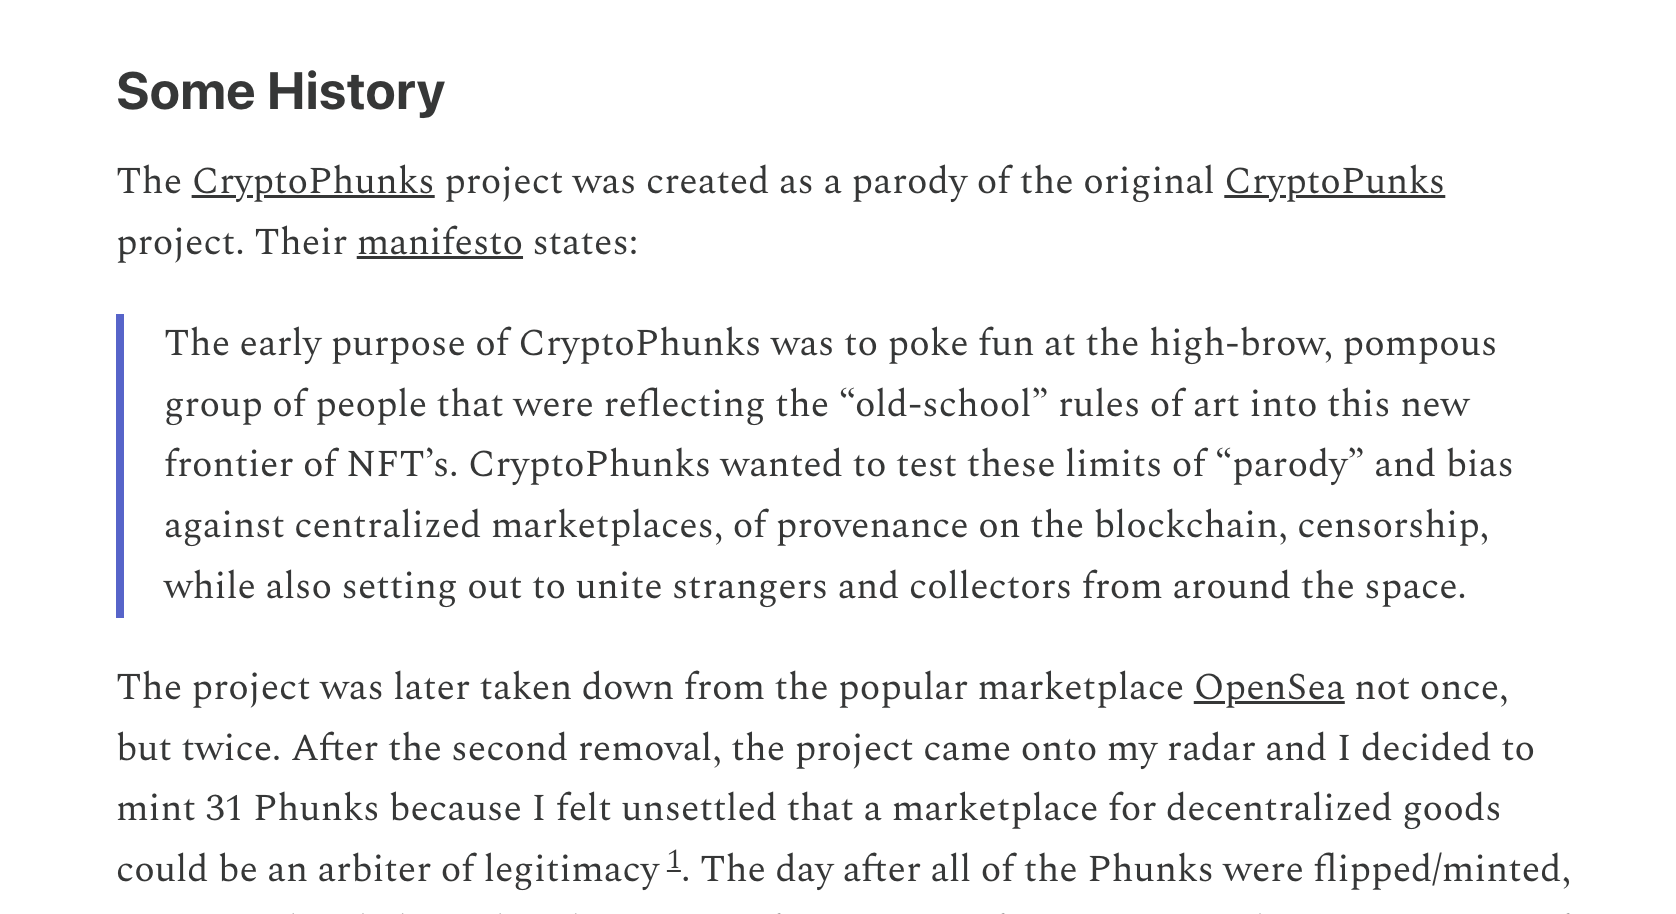 Some History
The CryptoPhunks project was created as a parody of the original CryptoPunks
project. Their manifesto states:
The early purpose of CryptoPhunks was to poke fun at the high-brow, pompous
group of people that were reflecting the “old-school” rules of art into this new
frontier of NFT’s. CryptoPhunks wanted to test these limits of “parody” and bias
against centralized marketplaces, of provenance on the blockchain, censorship,
while also setting out to unite strangers and collectors from around the space.
The project was later taken down from the popular marketplace OpenSea not once,
but twice. After the second removal, the project came onto my radar and I decided to
mint 31 Phunks because I felt unsettled that a marketplace for decentralized goods
could be an arbiter of legitimacy 1. The day after all of the Phunks were flipped/minted,